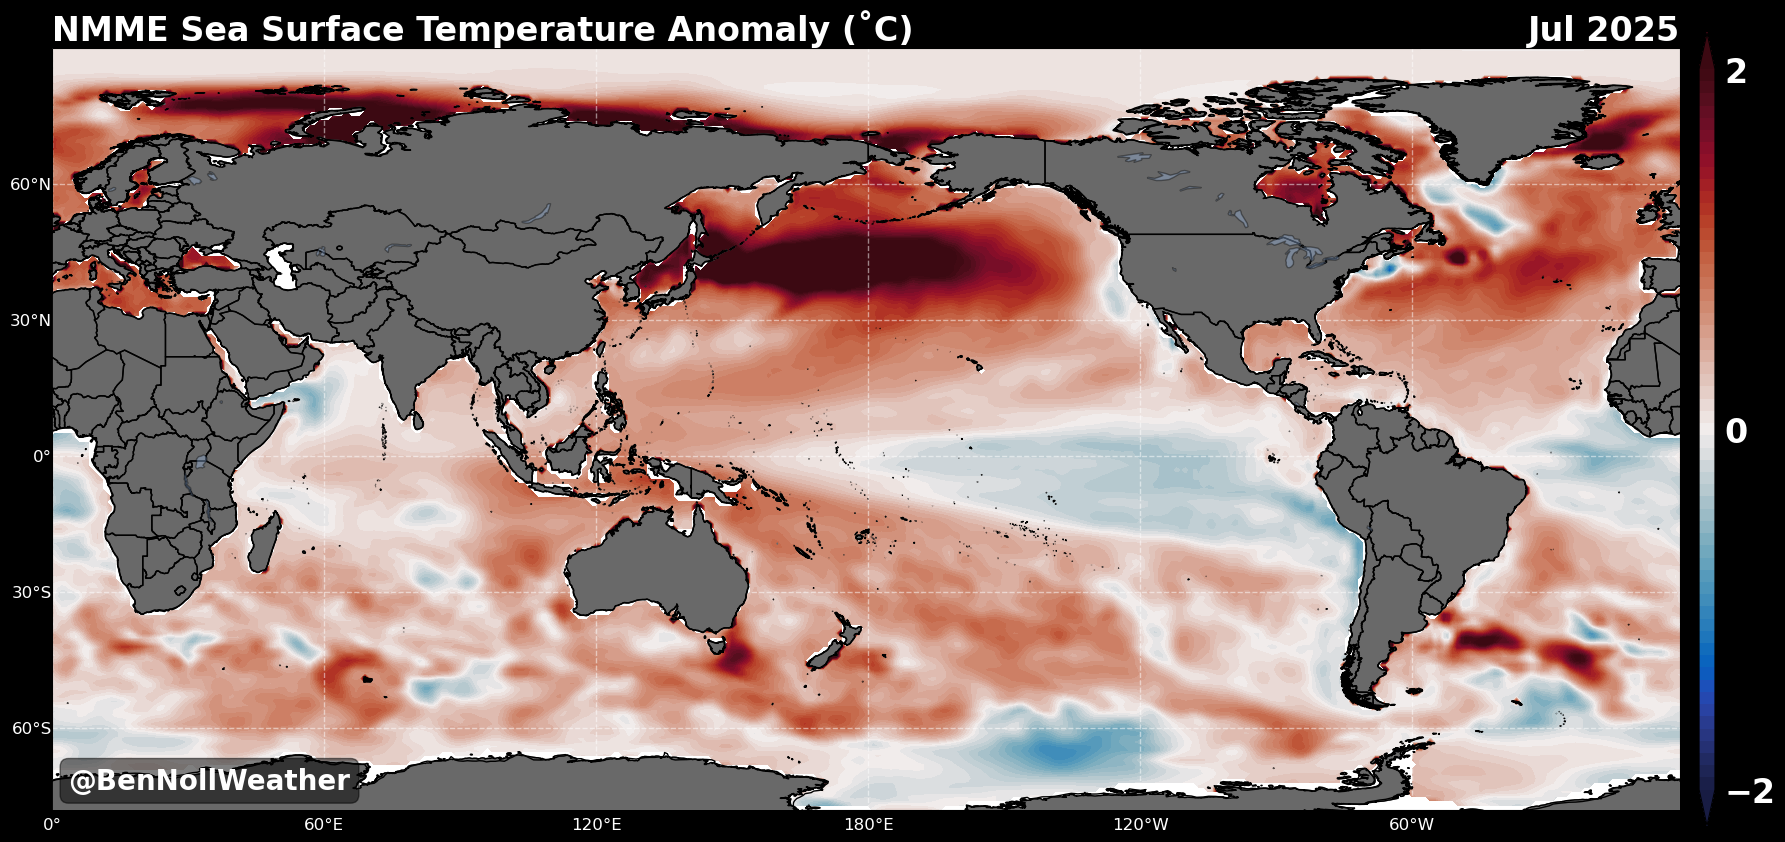 NMME Sea Surface Temperature Anomaly (˚C)
Jul 2025
2
0
−2
60°N
30°N
0°
30°S
60°S
@BenNollWeather
0°
60°E
120°E
180°E
120°W
60°W